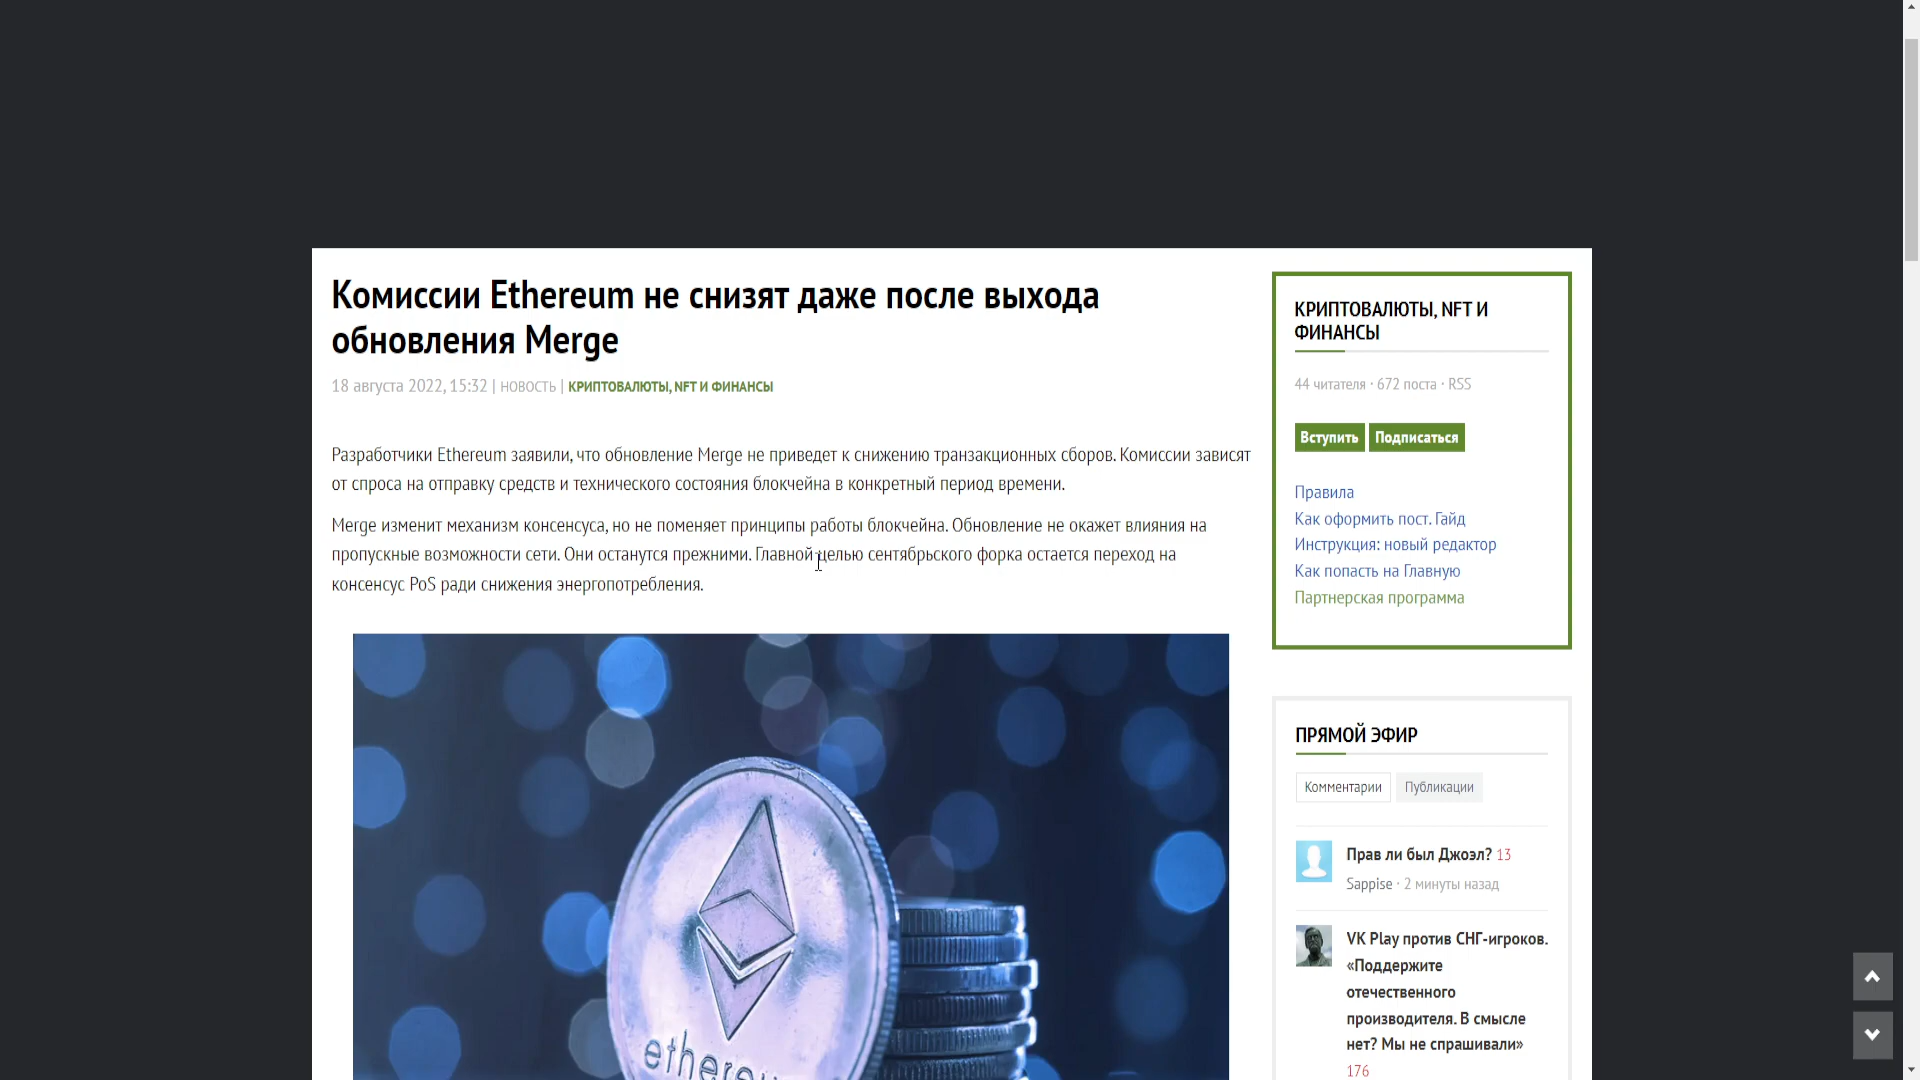 Комиссии Ethereum не снизят даже после выхода
обновления Merge
18 августа 2022, 15:32 | НОВОСТЬ | КРИПТОВАЛЮТЫ, NFT И ФИНАНСЫ
Разработчики Ethereum заявили, что обновление Merge не приведет к снижению транзакционных сборов. Комиссии зависят
от спроса на отправку средств и технического состояния блокчейна в конкретный период времени.
Merge изменит механизм консенсуса, но не поменяет принципы работы блокчейна. Обновление не окажет влияния на
пропускные возможности сети. Они останутся прежними. Главной целью сентябрьского форка остается переход на
консенсус PoS ради снижения энергопотребления.
КРИПТОВАЛЮТЫ, NFT И
ФИНАНСЫ
44 читателя · 672 поста · RSS
Вступить Подписаться
Правила
Как оформить пост. Гайд
Инструкция: новый редактор
Как попасть на Главную
Партнерская программа
ПРЯМОЙ ЭФИР
Комментарии Публикации
Прав ли был Джоэл? 13
Sappise · 2 минуты назад
VK Play против СНГ-игроков.
«Поддержите
отечественного
производителя. В смысле
нет? Мы не спрашивали»
176